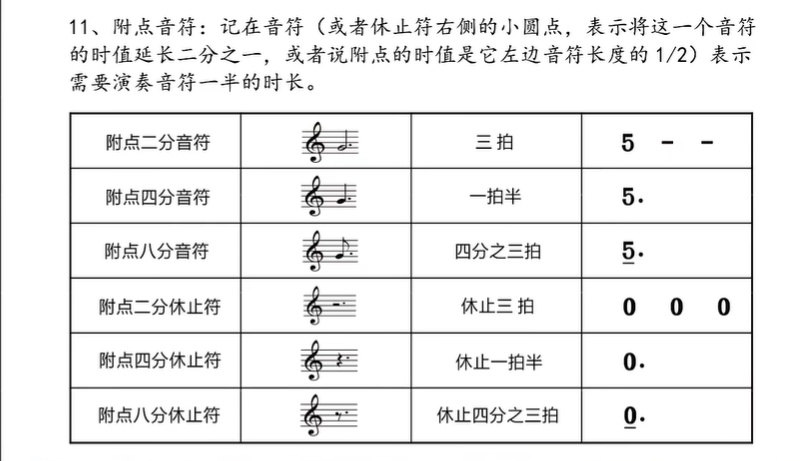 11、附点音符：记在音符（或者休止符右侧的小圆点，表示将这一个音符
的时值延长二分之一，或者说附点的时值是它左边音符长度的1/2）表示
需要演奏音符一半的时长。
附点二分音符 三 拍 5 - -
附点四分音符 一拍半 5.
附点八分音符 四分之三拍 5.
附点二分休止符 休止三 拍 0 0 0
附点四分休止符 休止一拍半 0.
附点八分休止符 休止四分之三拍 0.